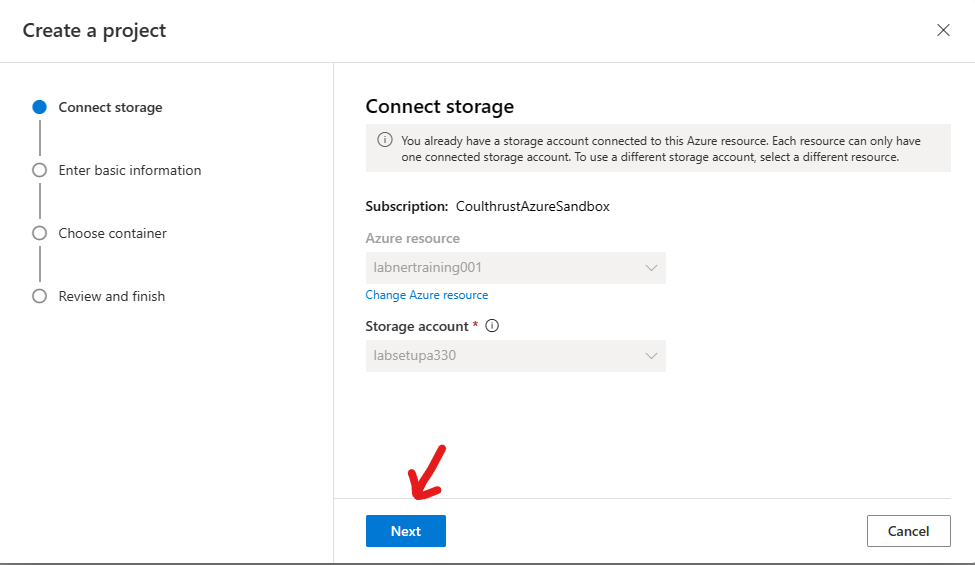 Create a project
Connect storage
Enter basic information
Choose container
Review and finish
Connect storage
You already have a storage account connected to this Azure resource. Each resource can only have
one connected storage account. To use a different storage account, select a different resource.
Subscription: CoulthrustAzureSandbox
Azure resource
labnertraining001
Change Azure resource
Storage account *
labsetupa330
Next
Cancel